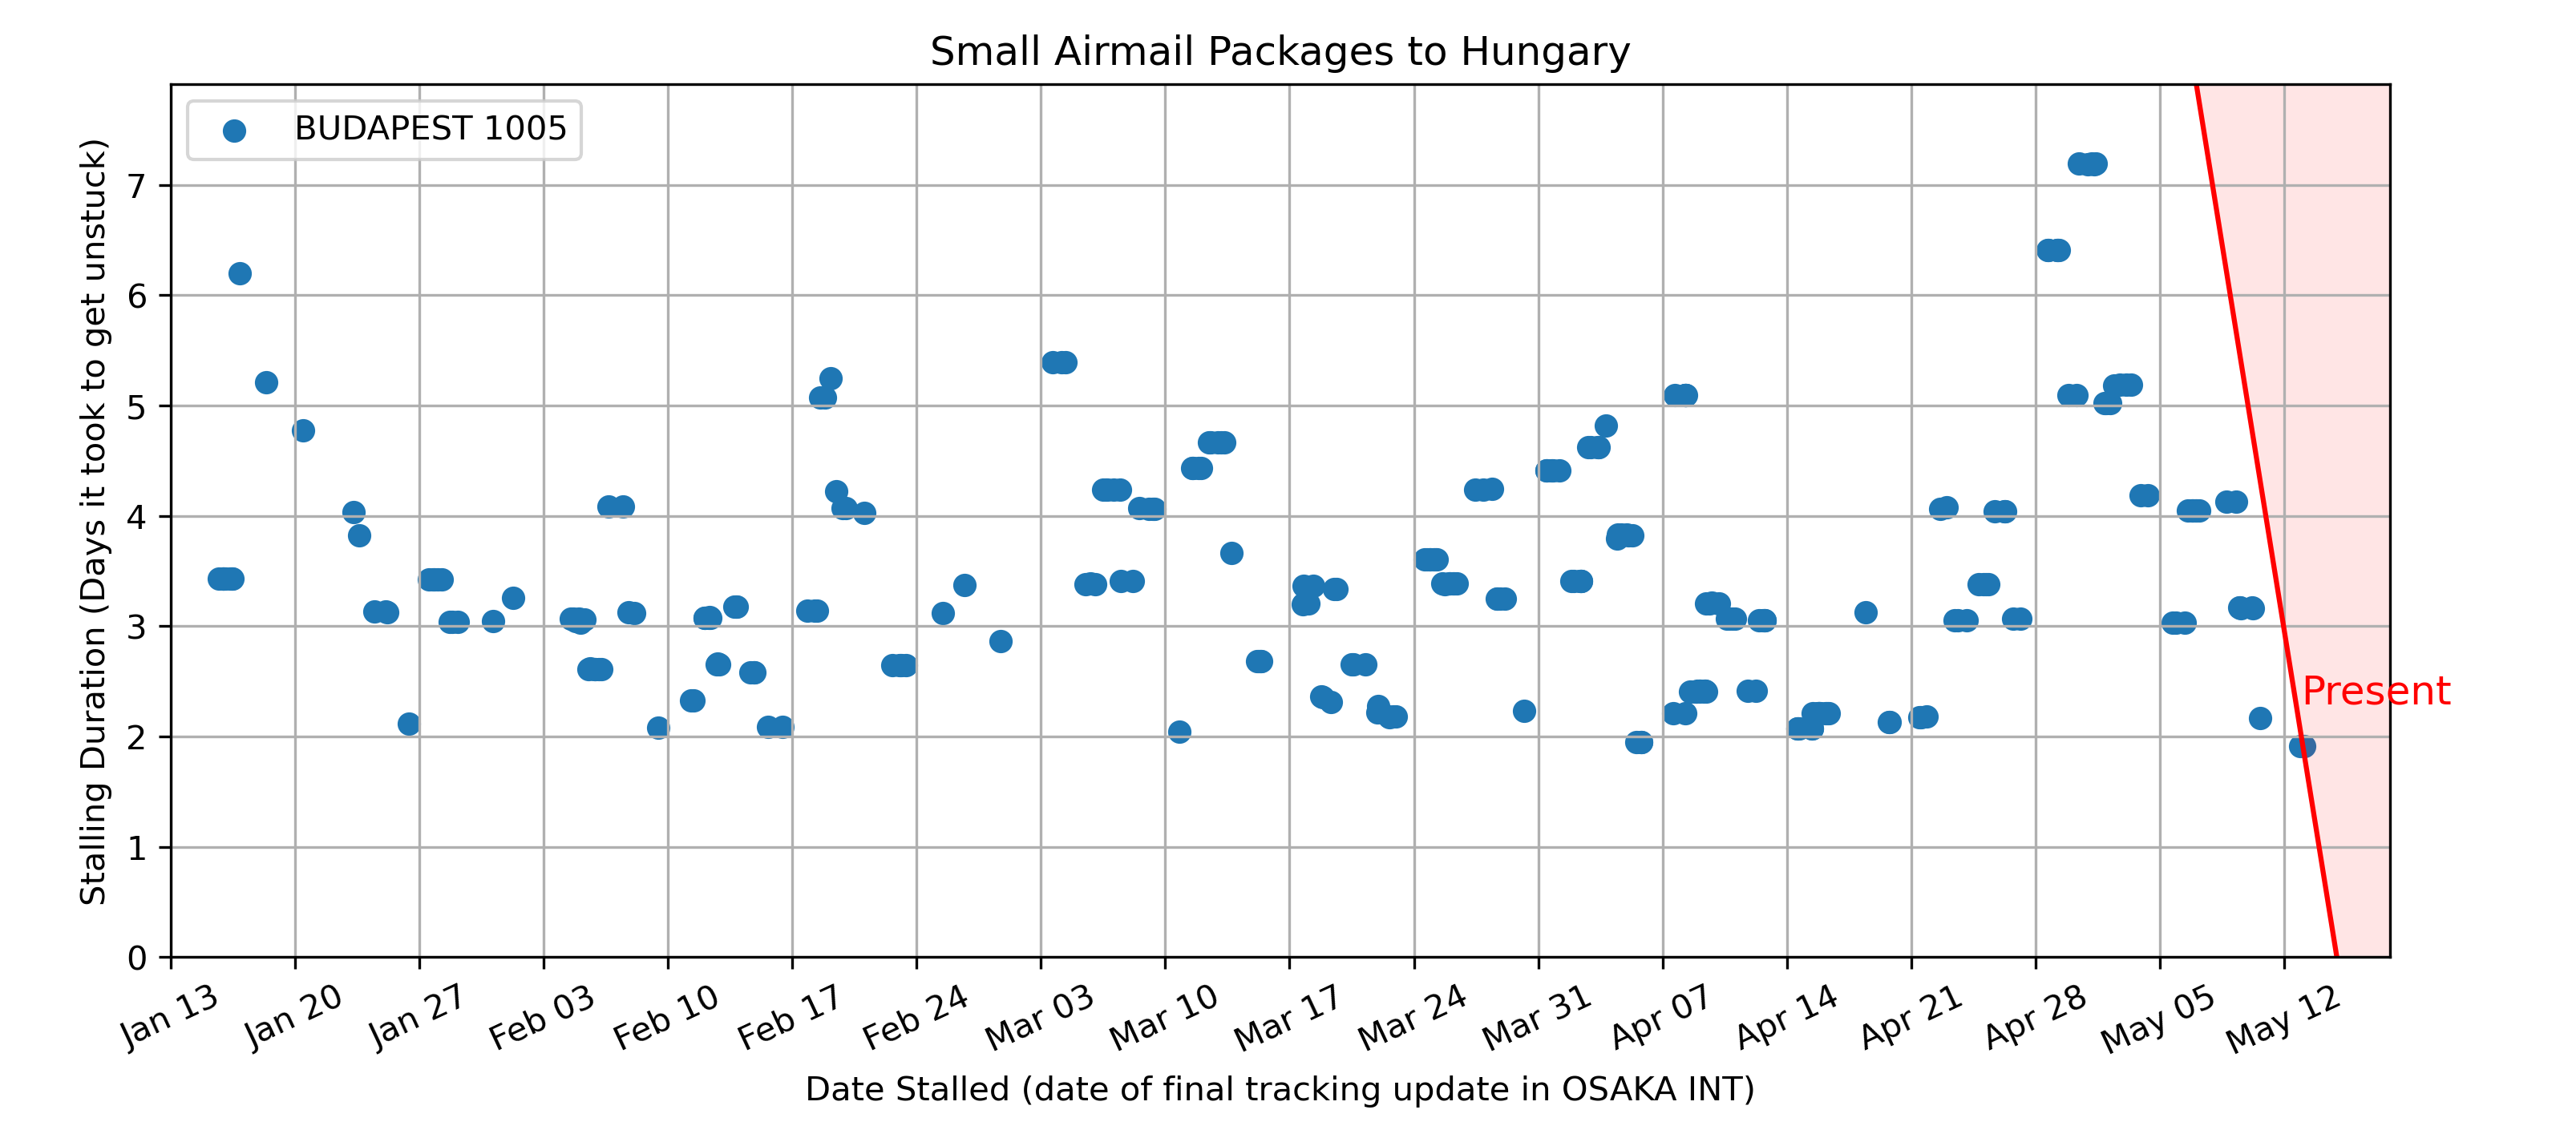 Small Airmail Packages to Hungary
BUDAPEST 1005
Stalling Duration (Days it took to get unstuck)
7
6
5
4
3
2
1
0
Present
Jan 13 Jan 20 Jan 27 Feb 03 Feb 10 Feb 17 Feb 24 Mar 03 Mar 10 Mar 17 Mar 24 Mar 31 Apr 07 Apr 14 Apr 21 Apr 28 May 05 May 12
Date Stalled (date of final tracking update in OSAKA INT)